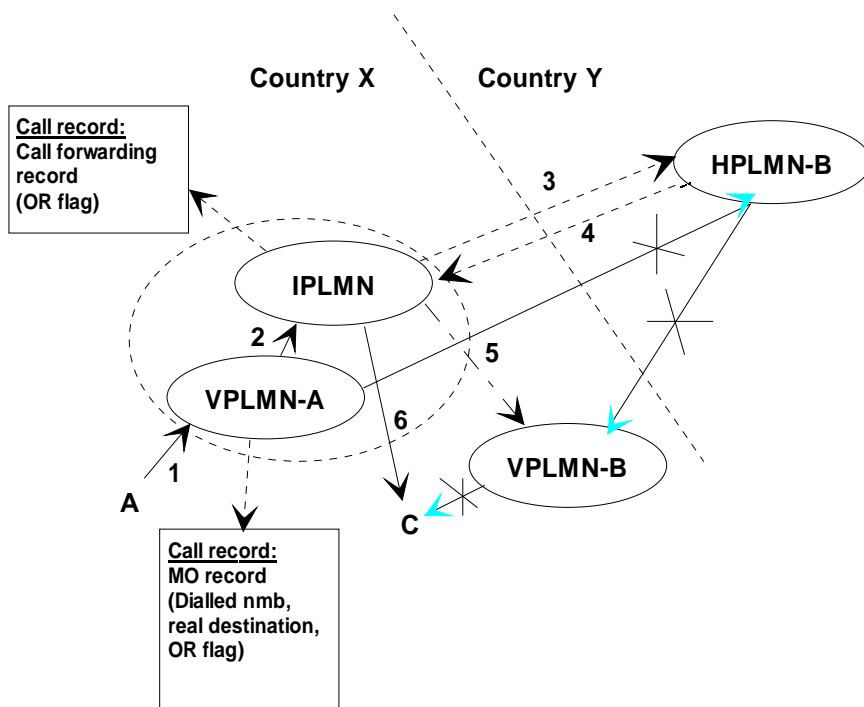 Country X
Country Y
Call record:
Call forwarding
record
(OR flag)
HPLMN-B
3
4
IPLMN
2
5
VPLMN-A
6
VPLMN-B
1
A
C
Call record:
MO record
(Dialled nmb,
real destination,
OR flag)